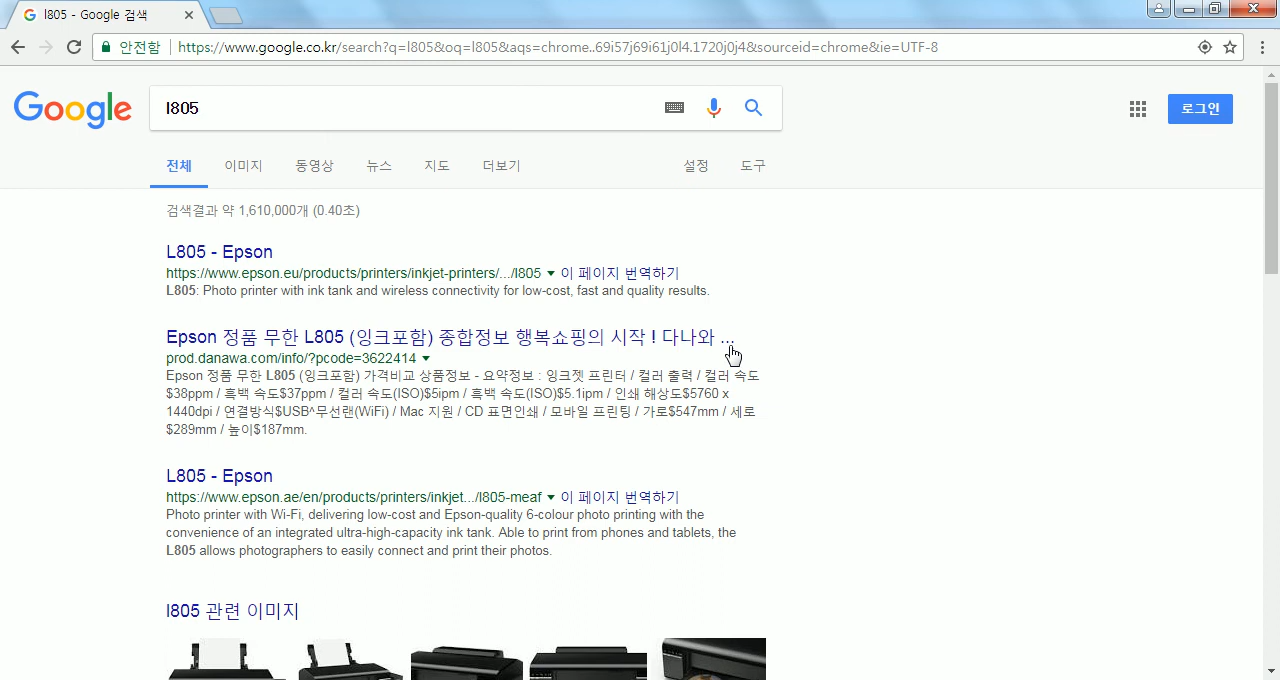 l805 - Google 검색
안전함
https://www.google.co.kr/search?q=l805&oq=l805&aqs=chrome..69i57j69i61j0l4.1720j0j4&sourceid=chrome&ie=UTF-8
Google
l805
로그인
전체 이미지 동영상 뉴스 지도 더보기 설정 도구
검색결과 약 1,610,000개 (0.40초)
L805 - Epson
https://www.epson.eu/products/printers/inkjet-printers/.../l805 이 페이지 번역하기
L805: Photo printer with ink tank and wireless connectivity for low-cost, fast and quality results.
Epson 정품 무한 L805 (잉크포함) 종합정보 행복쇼핑의 시작 ! 다나와 ...
prod.danawa.com/info/?pcode=3622414
Epson 정품 무한 L805 (잉크포함) 가격비교 상품정보 - 요약정보 : 잉크젯 프린터 / 컬러 출력 / 컬러 속도
$38ppm / 흑백 속도$37ppm / 컬러 속도(ISO)$5ipm / 흑백 속도(ISO)$5.1ipm / 인쇄 해상도$5760 x
1440dpi / 연결방식$USB^무선랜(WiFi) / Mac 지원 / CD 표면인쇄 / 모바일 프린팅 / 가로$547mm / 세로
$289mm / 높이$187mm.
L805 - Epson
https://www.epson.ae/en/products/printers/inkjet.../l805-meaf 이 페이지 번역하기
Photo printer with Wi-Fi, delivering low-cost and Epson-quality 6-colour photo printing with the
convenience of an integrated ultra-high-capacity ink tank. Able to print from phones and tablets, the
L805 allows photographers to easily connect and print their photos.
l805 관련 이미지